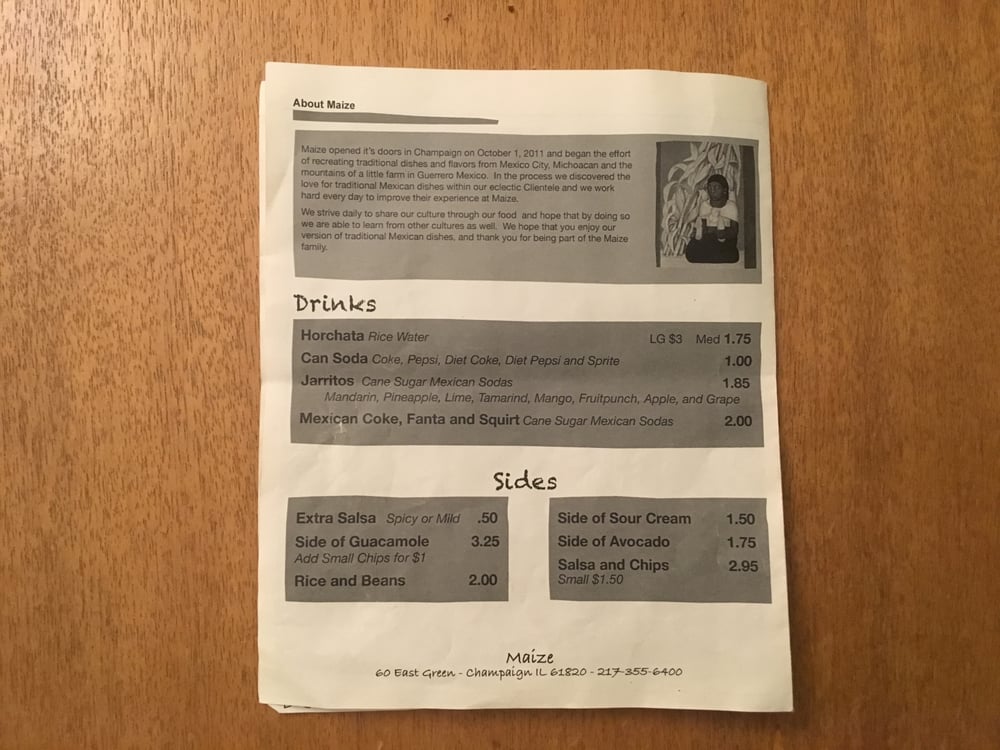 About Maize
Maize opened it's doors in Champaign on October 1, 2011 and began the effort
of recreating traditional dishes and flavors from Mexico City, Michoacan and the
mountains of a little farm in Guerrero Mexico. In the process we discovered the
love for traditional Mexican dishes within our eclectic Clientele and we work
hard every day to improve their experience at Maize.
We strive daily to share our culture through our food and hope that by doing so
we are able to learn from other cultures as well. We hope that you enjoy our
version of traditional Mexican dishes, and thank you for being part of the Maize
family.
Drinks
Horchata Rice Water LG $3 Med 1.75
Can Soda Coke, Pepsi, Diet Coke, Diet Pepsi and Sprite 1.00
Jarritos Cane Sugar Mexican Sodas 1.85
Mandarin, Pineapple, Lime, Tamarind, Mango, Fruitpunch, Apple, and Grape
Mexican Coke, Fanta and Squirt Cane Sugar Mexican Sodas 2.00
Sides
Extra Salsa Spicy or Mild .50
Side of Guacamole 3.25
Add Small Chips for $1
Rice and Beans 2.00
Side of Sour Cream 1.50
Side of Avocado 1.75
Salsa and Chips 2.95
Small $1.50
Maize
60 East Green - Champaign IL 61820 - 217-355-6400